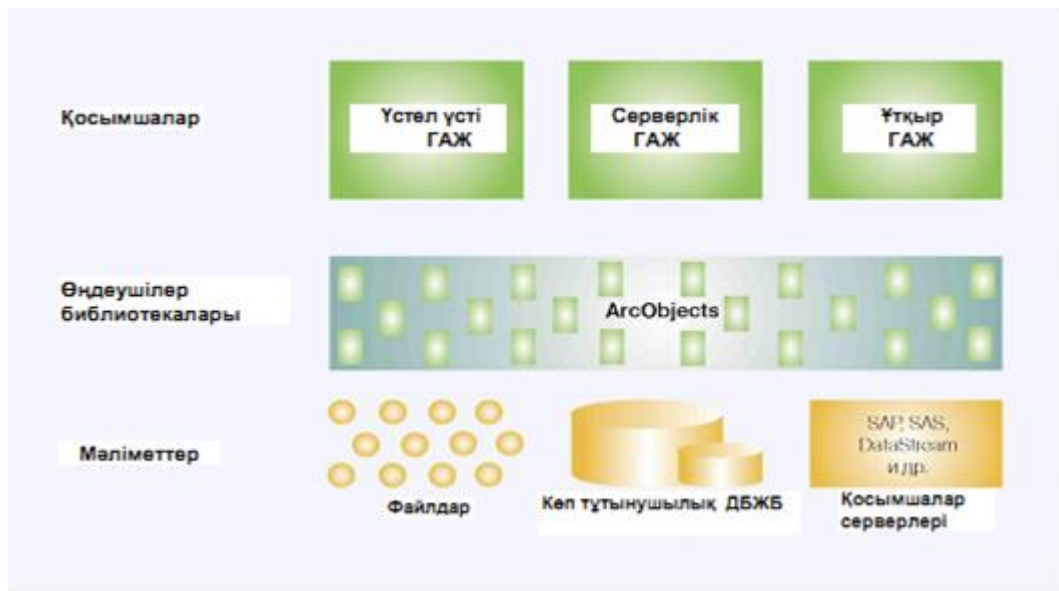 Қосымшалар
Үстел үсті
ГАЖ
Серверлік
ГАЖ
Ұтқыр
ГАЖ
Өңдеушілер
библиотекалары
ArcObjects
Мәліметтер
Файлдар
Көп тұтынушылық ДБЖБ
SAP, SAS,
DataStream
и др.
Қосымшалар
серверлері